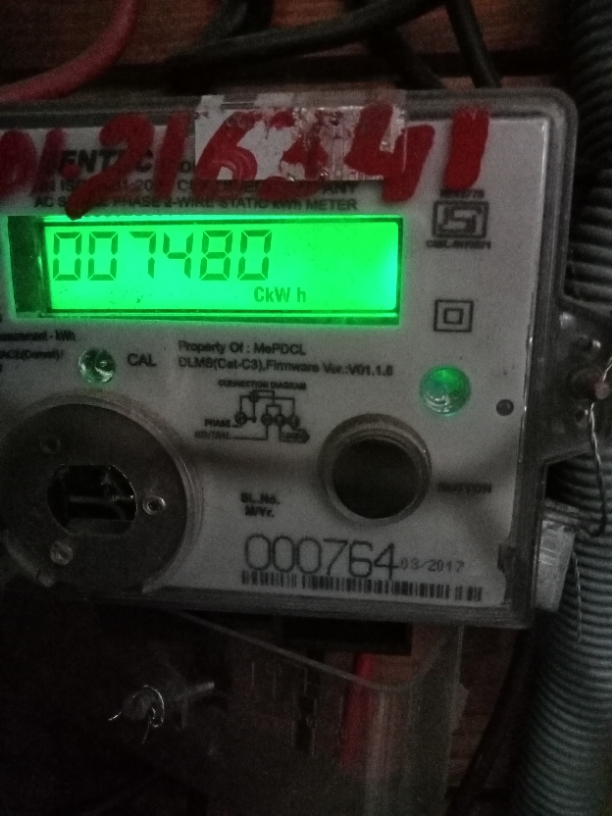 216341
AC SINGLE PHASE 2-WIRE STATIC kWh METER
007480
CkW h
CAL
Property Of : MePDCL
DLMS(Cat-C3),Firmware Ver.:V01.1.8
CONNECTION DIAGRAM
PHASE
NEUTRAL
BUTTON
SL.No.
M/Yr.
000764 03/2017